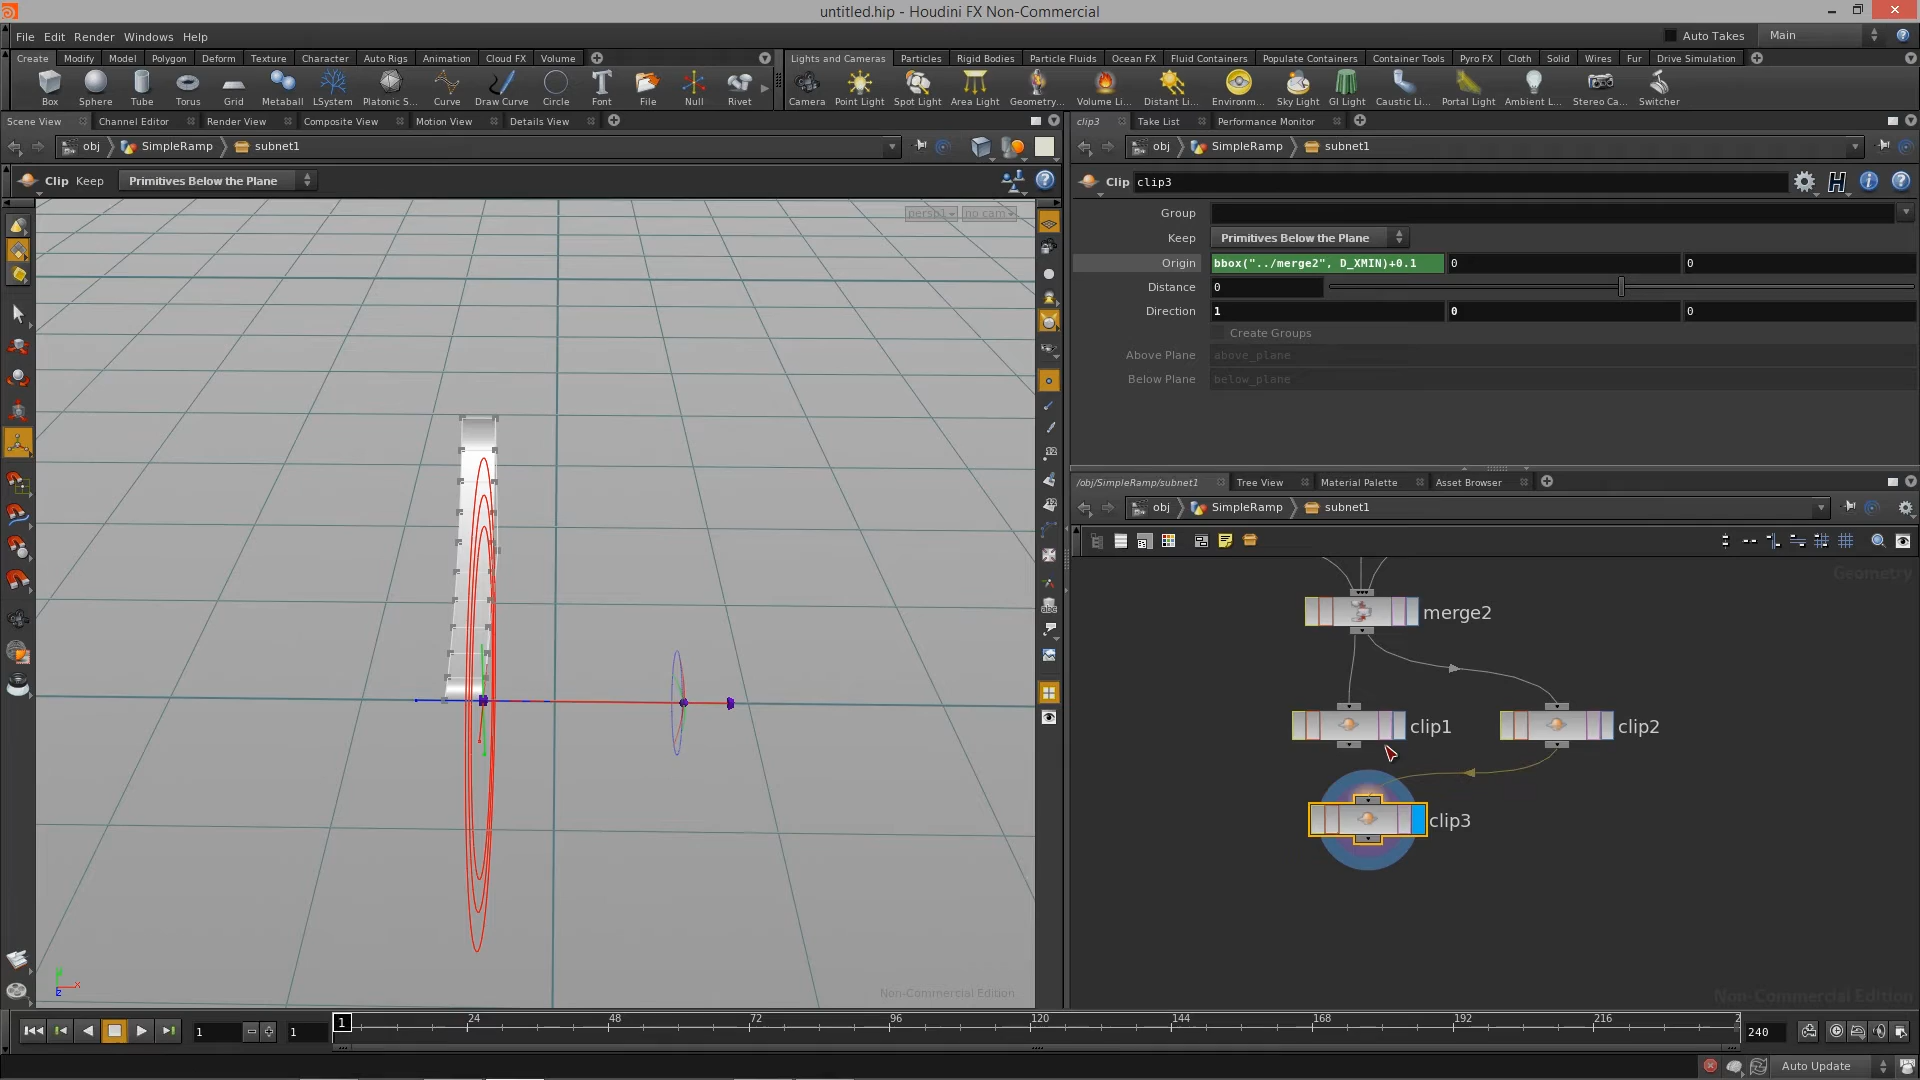 untitled.hip - Houdini FX Non-Commercial
File Edit Render Windows Help
Auto Takes Main
Create Modify Model Polygon Deform Texture Character Auto Rigs Animation Cloud FX Volume
Lights and Cameras Particles Rigid Bodies Particle Fluids Ocean FX Fluid Containers Populate Containers Container Tools Pyro FX Cloth Solid Wires Fur Drive Simulation
Box Sphere Tube Torus Grid Metaball LSystem Platonic S... Curve Draw Curve Circle Font File Null Rivet
Camera Point Light Spot Light Area Light Geometry... Volume Li... Distant Li... Environm... Sky Light GI Light Caustic Li... Portal Light Ambient L... Stereo Ca... Switcher
Scene View Channel Editor Render View Composite View Motion View Details View
clip3 Take List Performance Monitor
obj SimpleRamp subnet1
obj SimpleRamp subnet1
Clip Keep Primitives Below the Plane
Clip clip3
persp1 no cam
Group
Keep Primitives Below the Plane
Origin bbox("../merge2", D_XMIN)+0.1 0 0
Distance 0
Direction 1 0 0
Create Groups
Above Plane above_plane
Below Plane below_plane
/obj/SimpleRamp/subnet1 Tree View Material Palette Asset Browser
obj SimpleRamp subnet1
Geometry
merge2
clip1
clip2
clip3
Non-Commercial Edition
Non-Commercial Edition
1 1 1 24 48 72 96 120 144 168 192 216 2 240
Auto Update